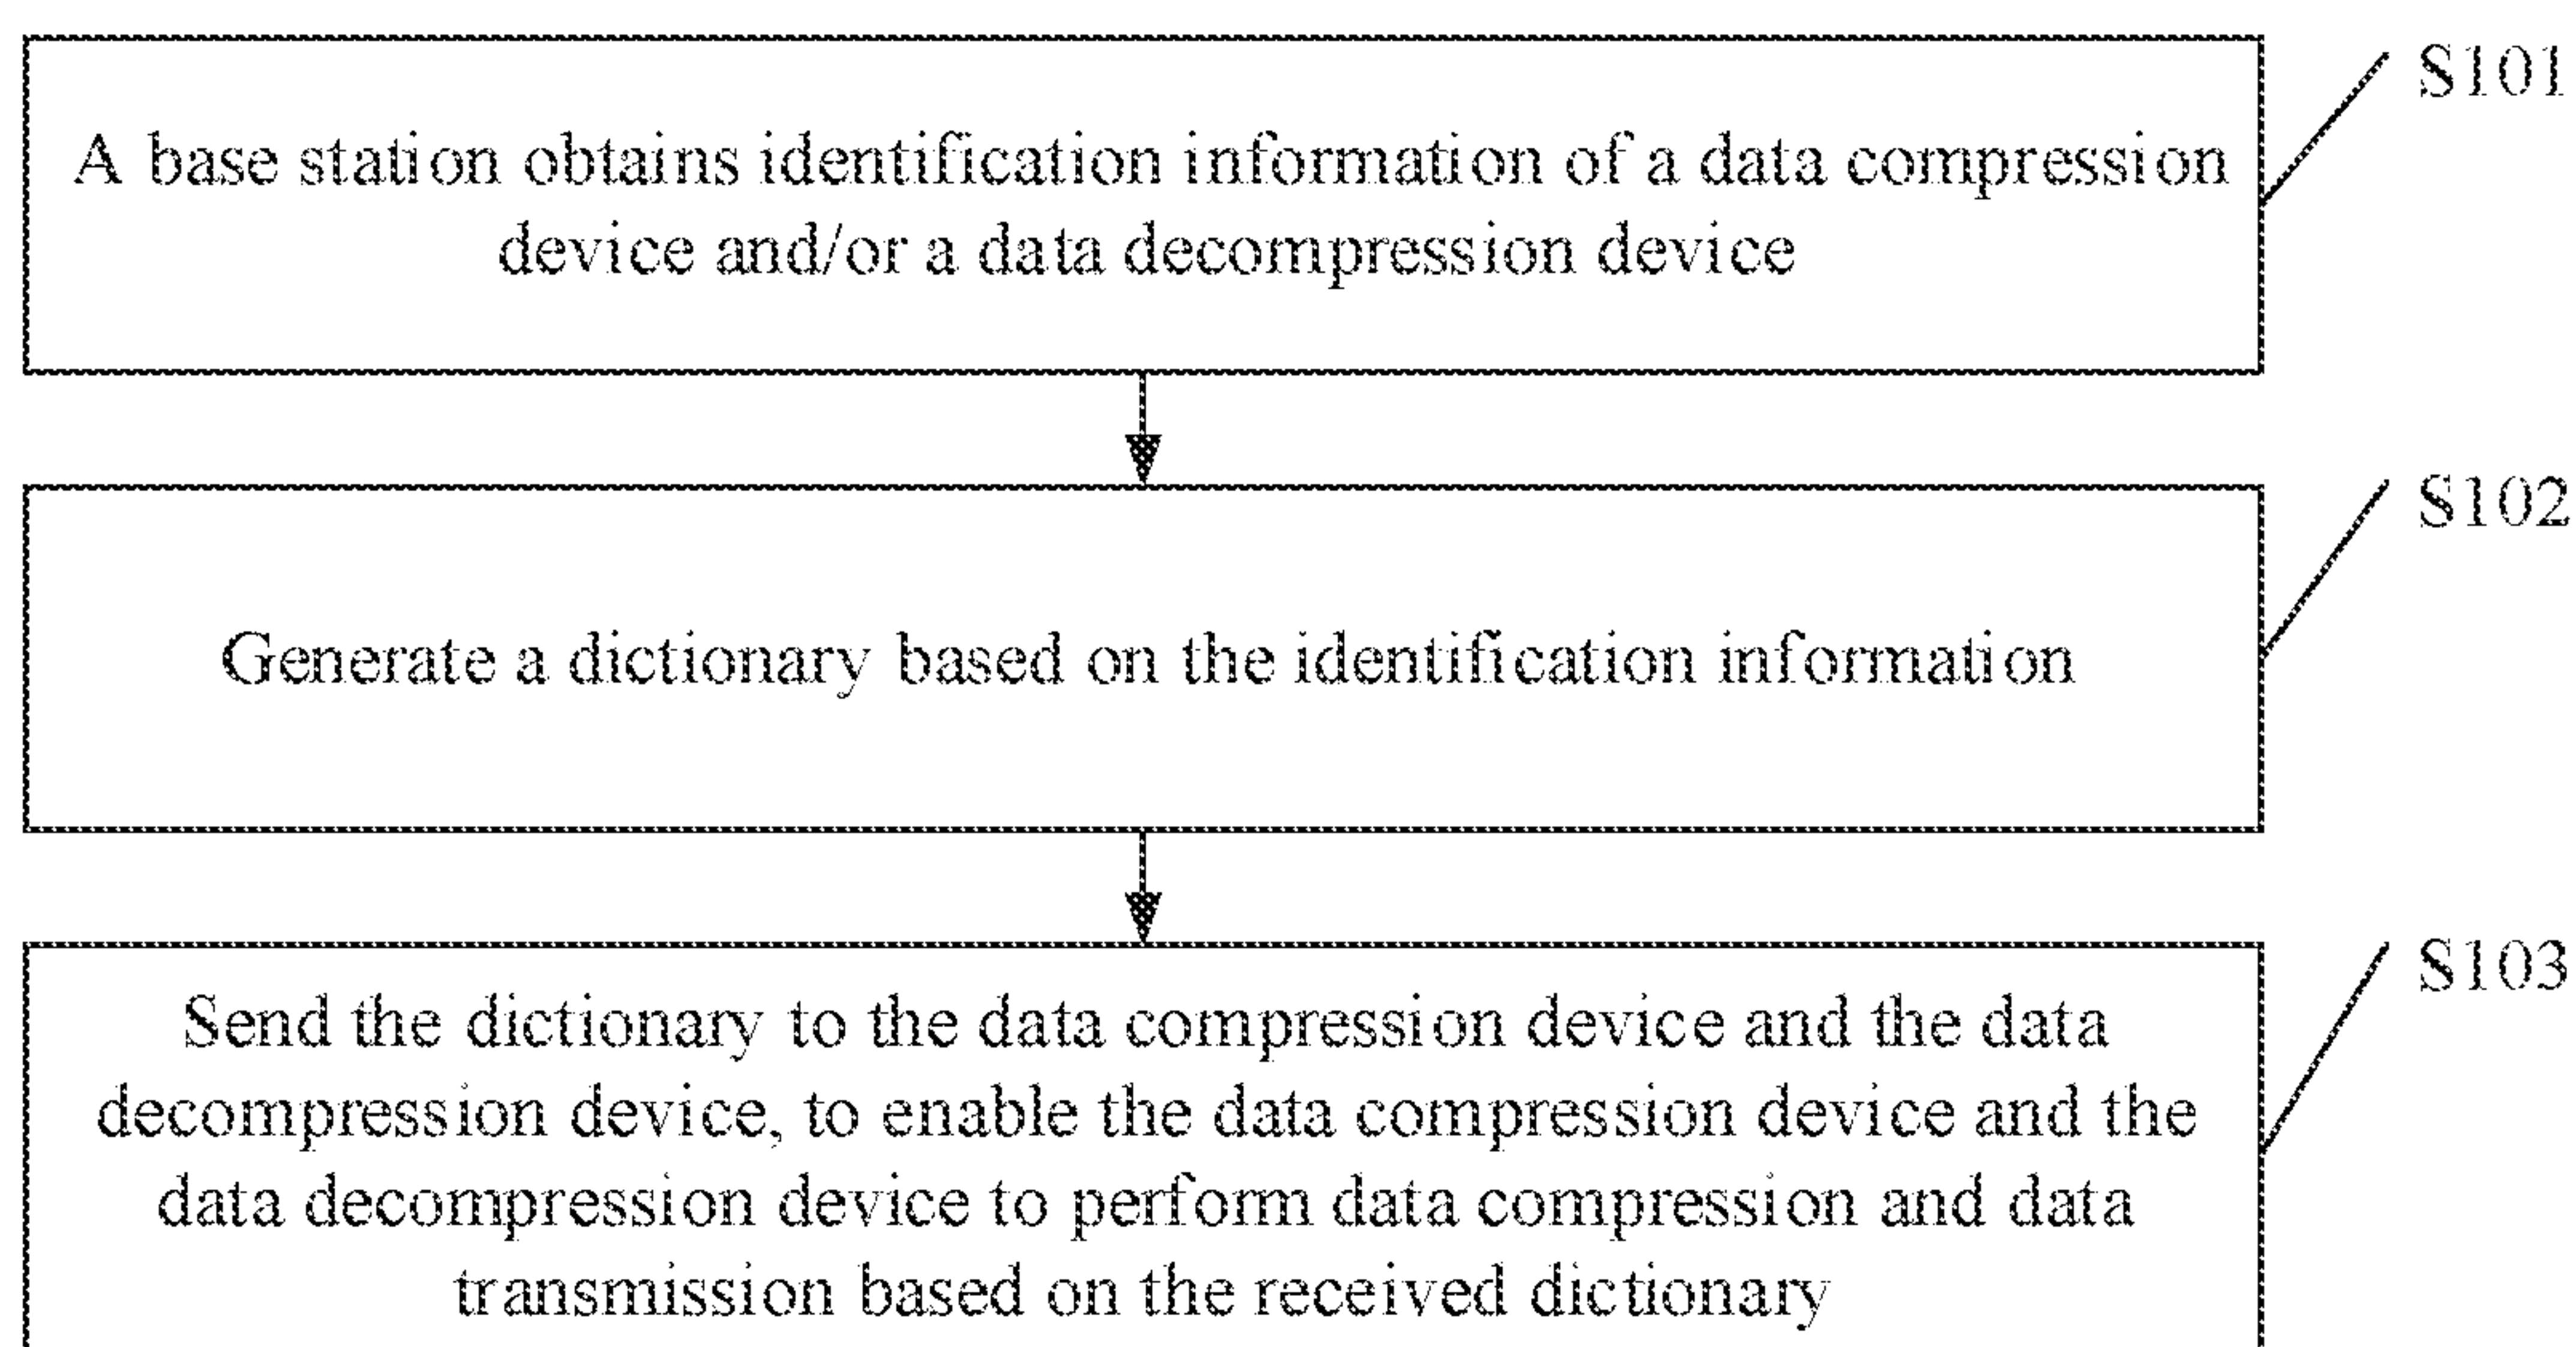 S101
A base station obtains identification information of a data compression
device and/or a data decompression device
S102
Generate a dictionary based on the identification information
S103
Send the dictionary to the data compression device and the data
decompression device, to enable the data compression device and the
data decompression device to perform data compression and data
transmission based on the received dictionary